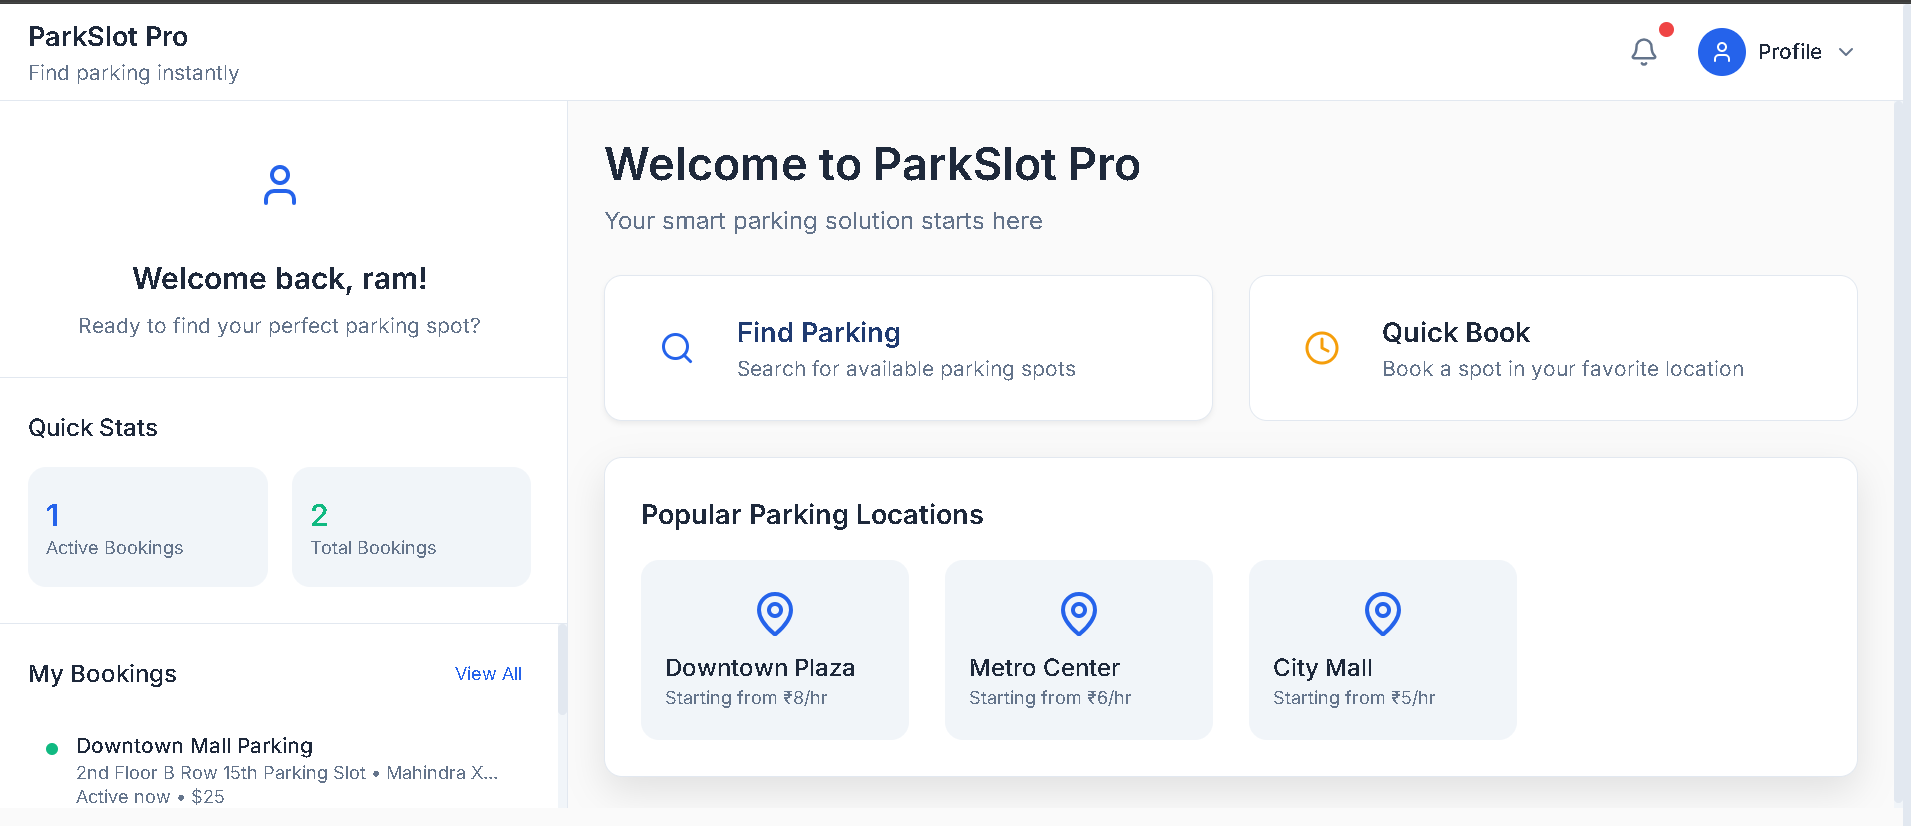 ParkSlot Pro
Find parking instantly
Profile
Welcome back, ram!
Ready to find your perfect parking spot?
Quick Stats
1
Active Bookings
2
Total Bookings
My Bookings
View All
Downtown Mall Parking
2nd Floor B Row 15th Parking Slot • Mahindra X...
Active now • $25
Welcome to ParkSlot Pro
Your smart parking solution starts here
Find Parking
Search for available parking spots
Quick Book
Book a spot in your favorite location
Popular Parking Locations
Downtown Plaza
Starting from ₹8/hr
Metro Center
Starting from ₹6/hr
City Mall
Starting from ₹5/hr